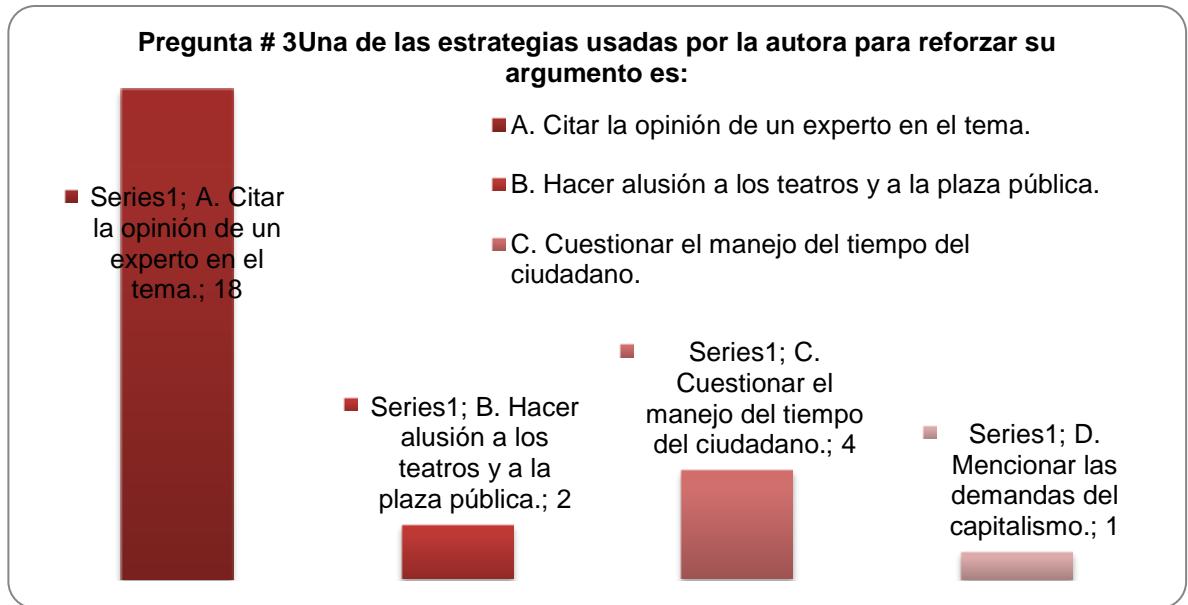 Pregunta # 3Una de las estrategias usadas por la autora para reforzar su
argumento es:
A. Citar la opinión de un experto en el tema.
B. Hacer alusión a los teatros y a la plaza pública.
C. Cuestionar el manejo del tiempo del
ciudadano.
Series1; A. Citar
la opinión de un
experto en el
tema.; 18
Series1; B. Hacer
alusión a los
teatros y a la
plaza pública.; 2
Series1; C.
Cuestionar el
manejo del tiempo
del ciudadano.; 4
Series1; D.
Mencionar las
demandas del
capitalismo.; 1